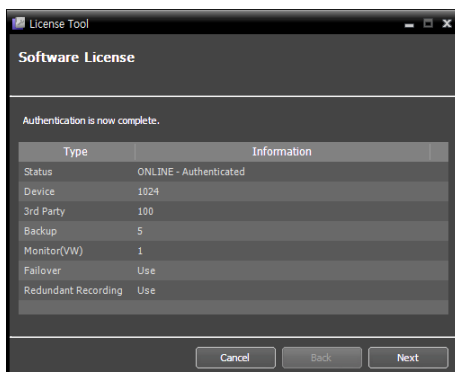 License Tool
Software License
Authentication is now complete.
Type Information
Status ONLINE - Authenticated
Device 1024
3rd Party 100
Backup 5
Monitor(VW) 1
Failover Use
Redundant Recording Use
Cancel Back Next